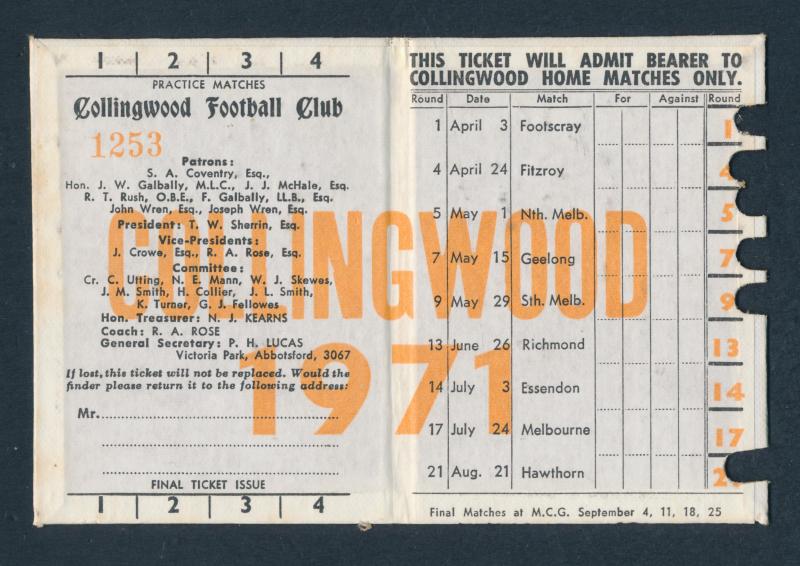 1 | 2 | 3 | 4
PRACTICE MATCHES
Collingwood Football Club
1253
Patrons:
S. A. Coventry, Esq.,
Hon. J. W. Galbally, M.L.C., J. J. McHale, Esq.
R. T. Rush, O.B.E., F. Galbally, LL.B., Esq.
John Wren, Esq., Joseph Wren, Esq.
President: T. W. Sherrin, Esq.
Vice-Presidents:
J. Crowe, Esq., R. A. Rose, Esq.
Committee:
Cr. C. Utting, N. E. Mann, W. J. Skewes,
J. M. Smith, H. Collier, J. L. Smith,
K. Turner, G. J. Fellowes
Hon. Treasurer: N. J. KEARNS
Coach: R. A. ROSE
General Secretary: P. H. LUCAS
Victoria Park, Abbotsford, 3067
If lost, this ticket will not be replaced. Would the
finder please return it to the following address:
Mr.
FINAL TICKET ISSUE
1 | 2 | 3 | 4
COLLINGWOOD
1971
THIS TICKET WILL ADMIT BEARER TO
COLLINGWOOD HOME MATCHES ONLY.
Round Date Match For Against Round
1 April 3 Footscray 1
4 April 24 Fitzroy 4
5 May 1 Nth. Melb. 5
7 May 15 Geelong 7
9 May 29 Sth. Melb. 9
13 June 26 Richmond 13
14 July 3 Essendon 14
17 July 24 Melbourne 17
21 Aug. 21 Hawthorn 2
Final Matches at M.C.G. September 4, 11, 18, 25